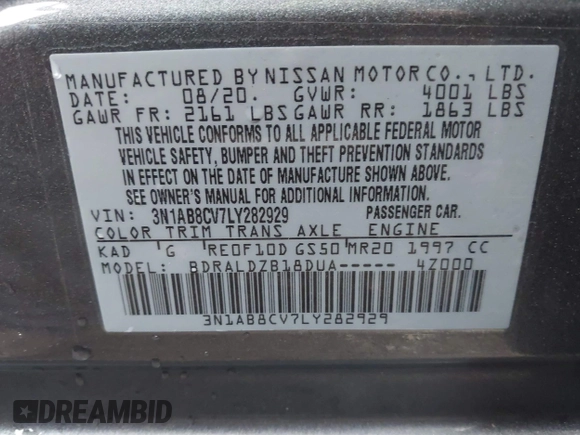 MANUFACTURED BY NISSAN MOTOR CO., LTD.
DATE: 08/20. GVWR: 4001 LBS
GAWR FR: 2161 LBS GAWR RR: 1863 LBS
THIS VEHICLE CONFORMS TO ALL APPLICABLE FEDERAL MOTOR
VEHICLE SAFETY, BUMPER AND THEFT PREVENTION STANDARDS
IN EFFECT ON THE DATE OF MANUFACTURE SHOWN ABOVE.
SEE OWNER'S MANUAL FOR ADDITIONAL INFORMATION.
VIN: 3N1AB8CV7LY282929 PASSENGER CAR.
COLOR TRIM TRANS AXLE ENGINE
KAD G RE0F10D GS50 MR20 1997 CC
MODEL: BDRALDZB18DUA----- 4Z000
3N1AB8CV7LY282929
DREAMBID